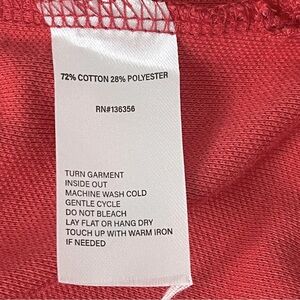 72% COTTON 28% POLYESTER
RN#136356
TURN GARMENT
INSIDE OUT
MACHINE WASH COLD
GENTLE CYCLE
DO NOT BLEACH
LAY FLAT OR HANG DRY
TOUCH UP WITH WARM IRON
IF NEEDED